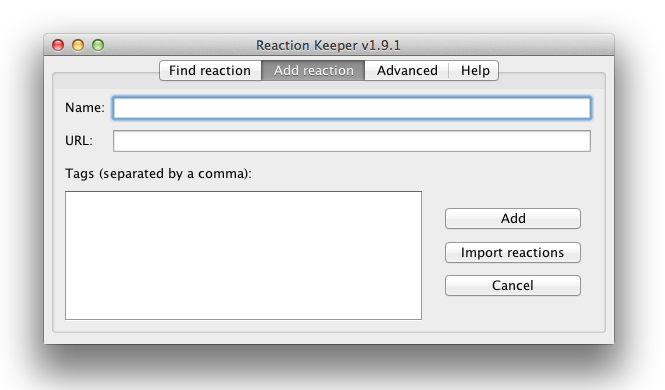 Reaction Keeper v1.9.1
Find reaction Add reaction Advanced Help
Name:
URL:
Tags (separated by a comma):
Add
Import reactions
Cancel